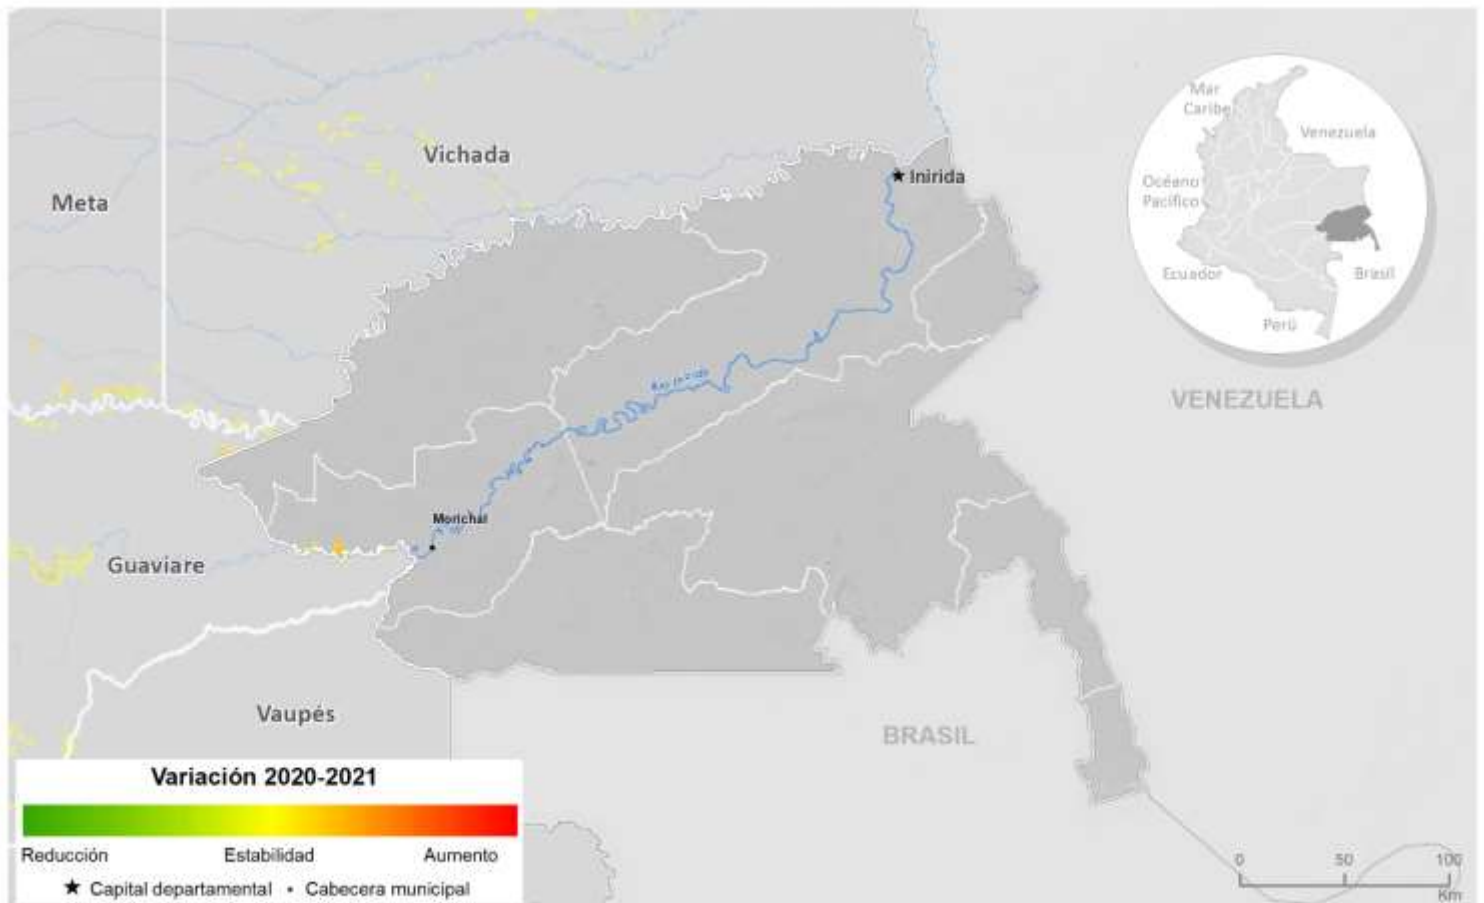 Vichada
Meta
Inirida
Morichal
Guaviare
Vaupés
VENEZUELA
BRASIL
Mar
Caribe
Venezuela
Océano
Pacífico
Ecuador
Brasil
Perú
Variación 2020-2021
Reducción Estabilidad Aumento
★ Capital departamental • Cabecera municipal
0 50 100
Km